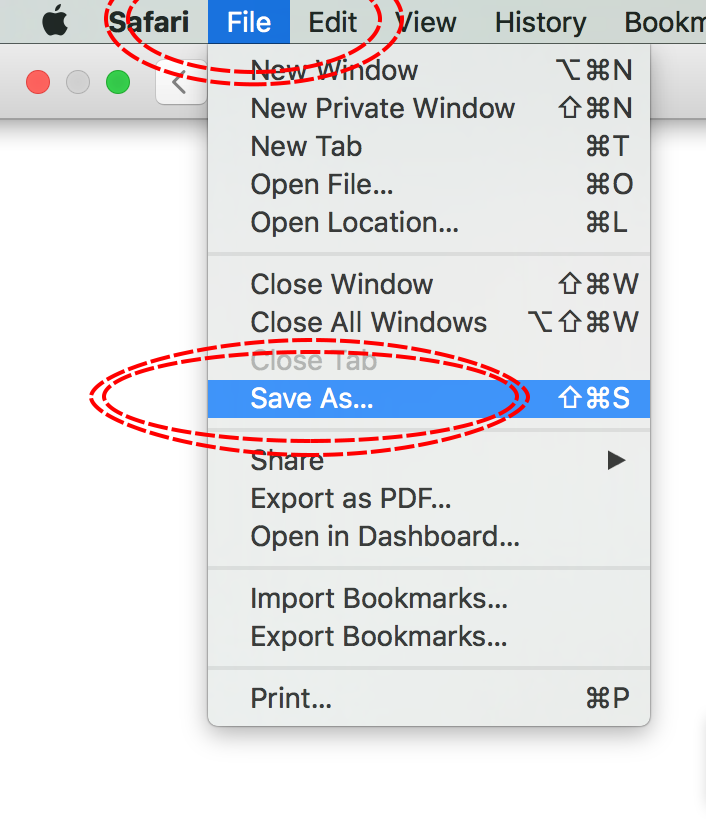 Safari File Edit View History Bookm
New Window ⌥⌘N
New Private Window ⇧⌘N
New Tab ⌘T
Open File... ⌘O
Open Location... ⌘L
Close Window ⇧⌘W
Close All Windows ⌥⇧⌘W
Close Tab
Save As... ⇧⌘S
Share ▶
Export as PDF...
Open in Dashboard...
Import Bookmarks...
Export Bookmarks...
Print... ⌘P